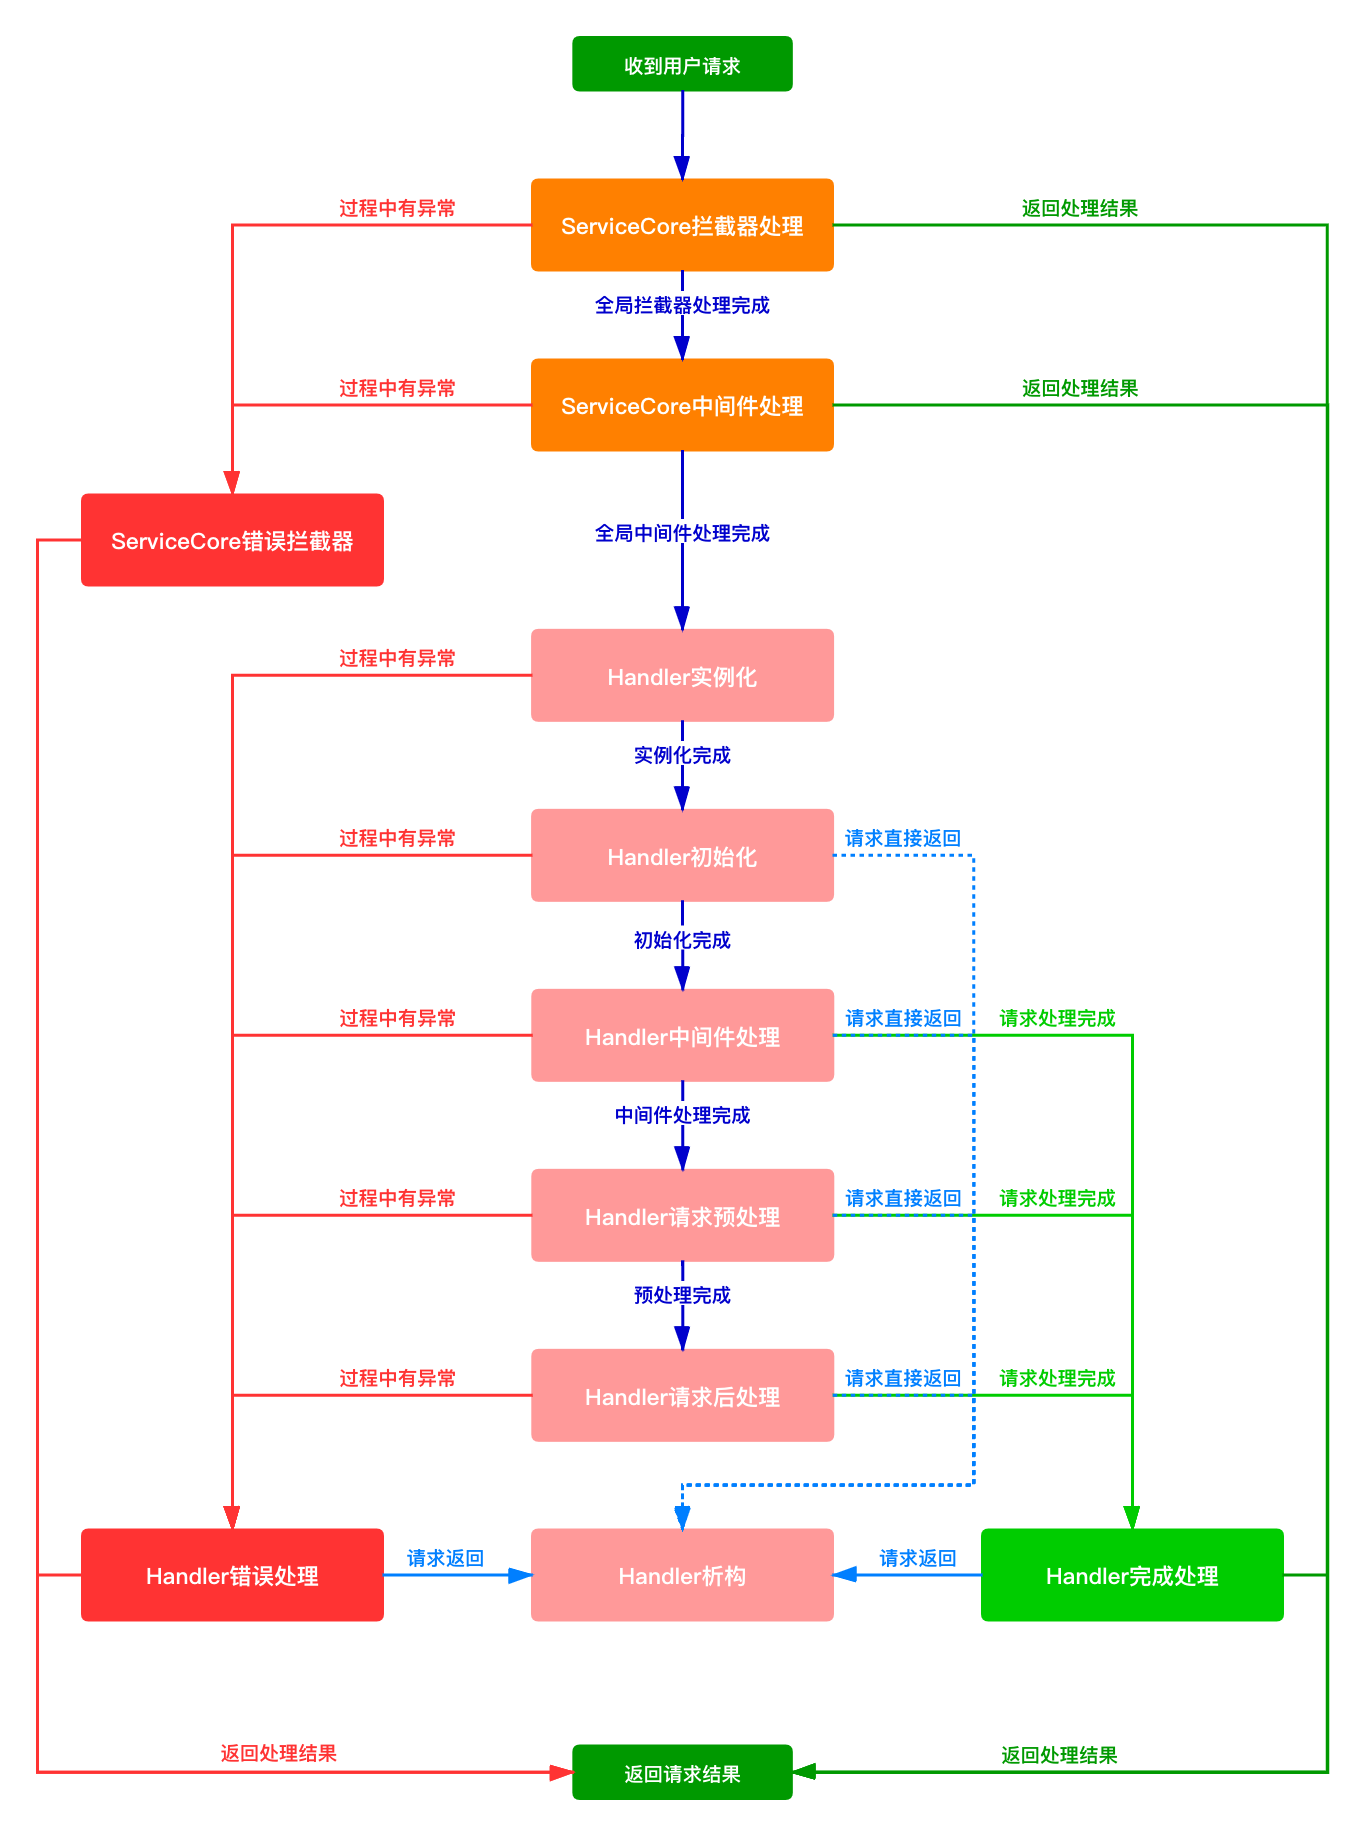 收到用户请求
过程中有异常
ServiceCore拦截器处理
返回处理结果
全局拦截器处理完成
过程中有异常
ServiceCore中间件处理
返回处理结果
全局中间件处理完成
ServiceCore错误拦截器
过程中有异常
Handler实例化
实例化完成
过程中有异常
Handler初始化
请求直接返回
初始化完成
过程中有异常
Handler中间件处理
请求直接返回
请求处理完成
中间件处理完成
过程中有异常
Handler请求预处理
请求直接返回
请求处理完成
预处理完成
过程中有异常
Handler请求后处理
请求直接返回
请求处理完成
Handler错误处理
请求返回
Handler析构
请求返回
Handler完成处理
返回处理结果
返回请求结果
返回处理结果